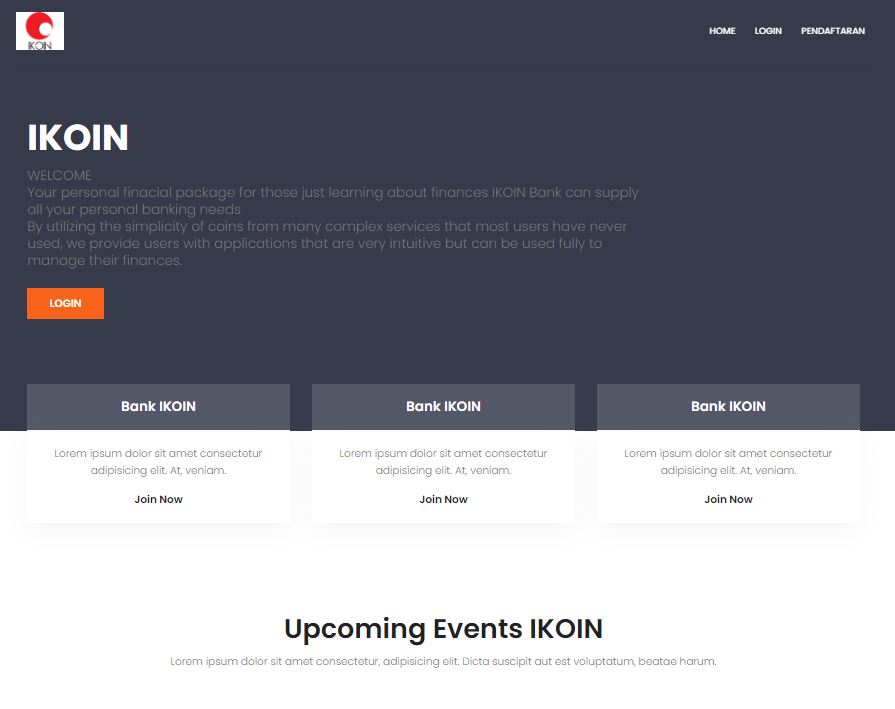 IKOIN
HOME LOGIN PENDAFTARAN
IKOIN
WELCOME
Your personal finacial package for those just learning about finances IKOIN Bank can supply
all your personal banking needs
By utilizing the simplicity of coins from many complex services that most users have never
used, we provide users with applications that are very intuitive but can be used fully to
manage their finances.
LOGIN
Bank IKOIN
Lorem ipsum dolor sit amet consectetur
adipisicing elit. At, veniam.
Join Now
Bank IKOIN
Lorem ipsum dolor sit amet consectetur
adipisicing elit. At, veniam.
Join Now
Bank IKOIN
Lorem ipsum dolor sit amet consectetur
adipisicing elit. At, veniam.
Join Now
Upcoming Events IKOIN
Lorem ipsum dolor sit amet consectetur, adipisicing elit. Dicta suscipit aut est voluptatum, beatae harum.